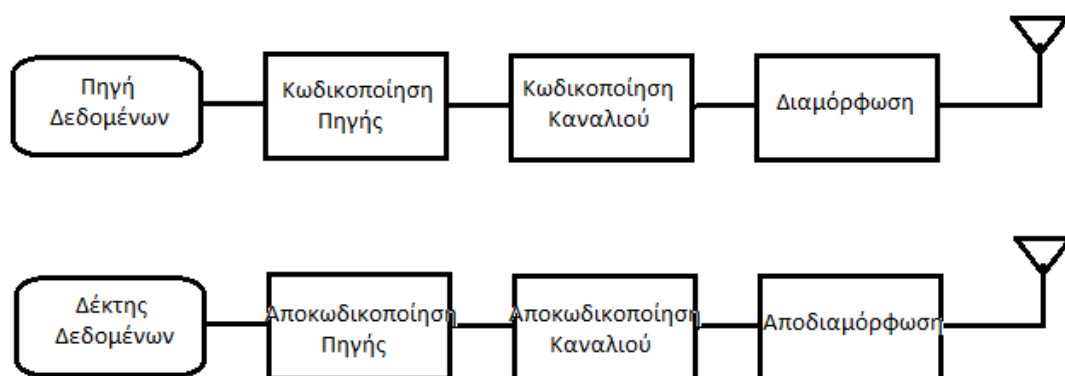 Πηγή
Δεδομένων
Κωδικοποίηση
Πηγής
Κωδικοποίηση
Καναλιού
Διαμόρφωση
Δέκτης
Δεδομένων
Αποκωδικοποίηση
Πηγής
Αποκωδικοποίηση
Καναλιού
Αποδιαμόρφωση